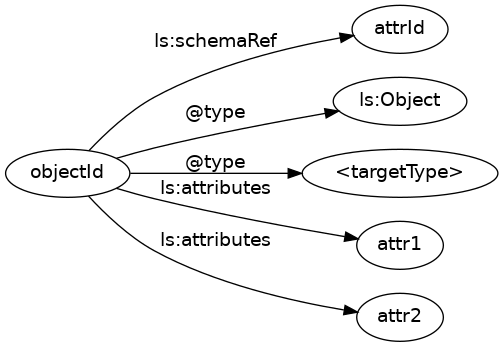 attrId
ls:schemaRef
ls:Object
@type
objectId
@type
<targetType>
ls:attributes
attr1
ls:attributes
attr2